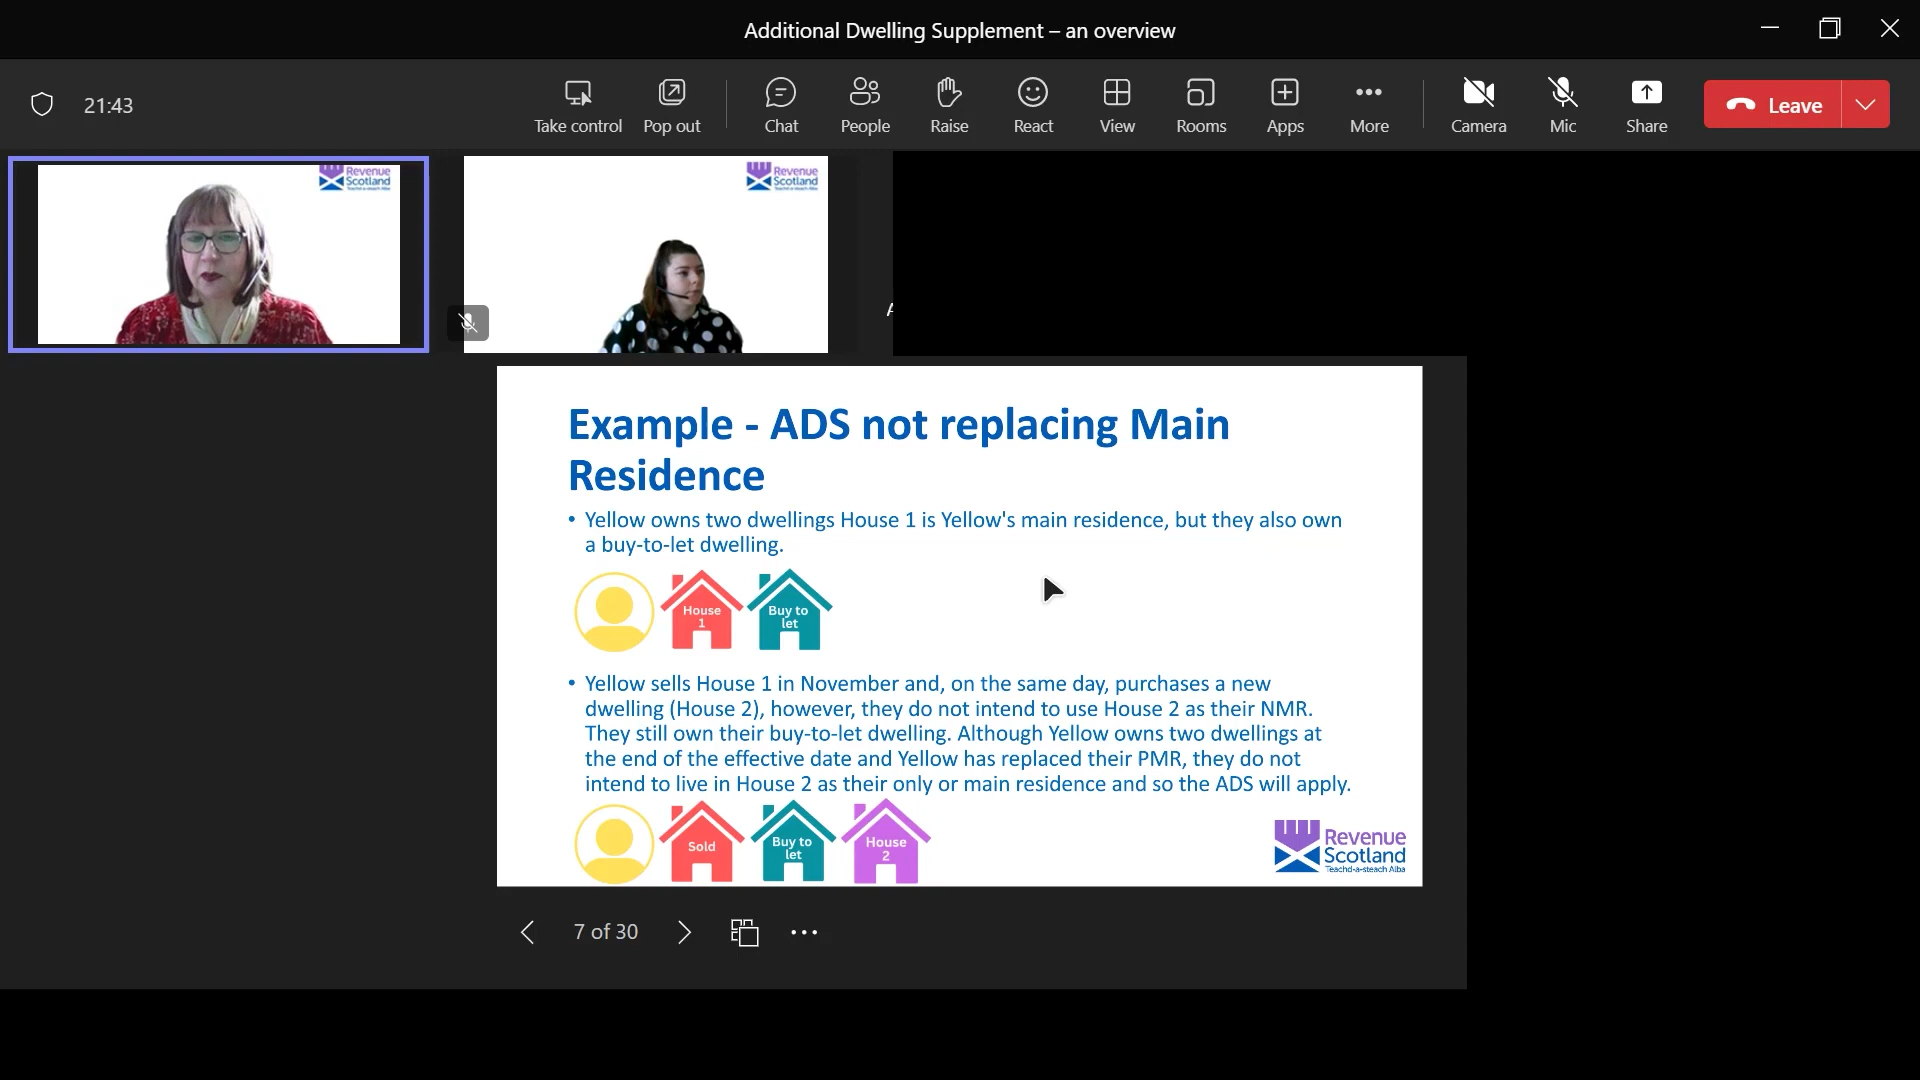 Additional Dwelling Supplement – an overview
21:43
Take control
Pop out
Chat
People
Raise
React
View
Rooms
Apps
More
Camera
Mic
Share
Leave
Revenue
Scotland
Teachd-a-steach Alba
Revenue
Scotland
Teachd-a-steach Alba
A
Example - ADS not replacing Main
Residence
• Yellow owns two dwellings House 1 is Yellow's main residence, but they also own
a buy-to-let dwelling.
House
1
Buy to
let
• Yellow sells House 1 in November and, on the same day, purchases a new
dwelling (House 2), however, they do not intend to use House 2 as their NMR.
They still own their buy-to-let dwelling. Although Yellow owns two dwellings at
the end of the effective date and Yellow has replaced their PMR, they do not
intend to live in House 2 as their only or main residence and so the ADS will apply.
Sold
Buy to
let
House
2
Revenue
Scotland
Teachd-a-steach Alba
7 of 30